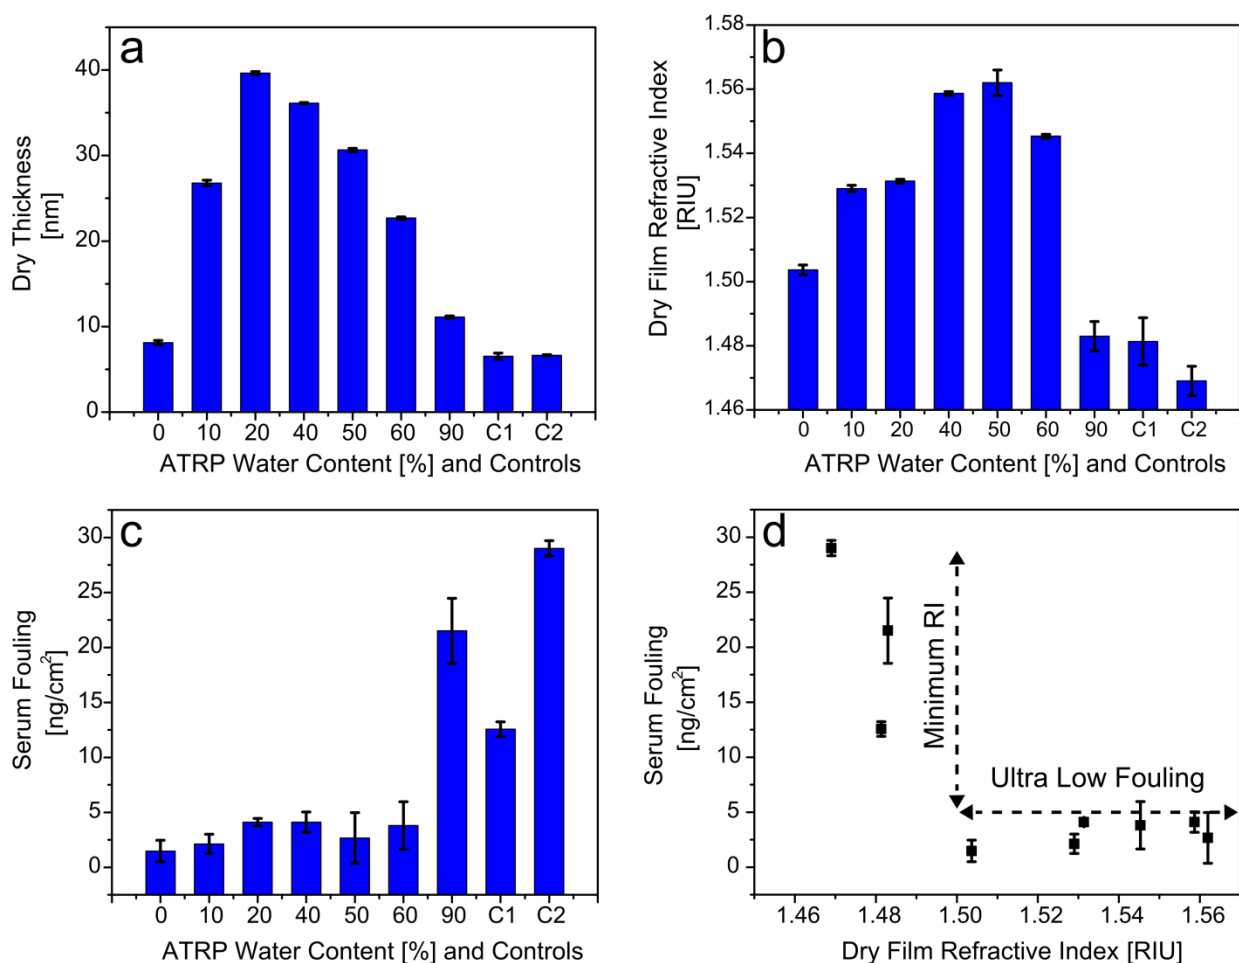 a
Dry Thickness
[nm]
40
30
20
10
0
0 10 20 40 50 60 90 C1 C2
ATRP Water Content [%] and Controls
b
Dry Film Refractive Index
[RIU]
1.58
1.56
1.54
1.52
1.50
1.48
1.46
0 10 20 40 50 60 90 C1 C2
ATRP Water Content [%] and Controls
c
Serum Fouling
[ng/cm²]
30
25
20
15
10
5
0
0 10 20 40 50 60 90 C1 C2
ATRP Water Content [%] and Controls
d
Serum Fouling
[ng/cm²]
30
25
20
15
10
5
0
Minimum RI
Ultra Low Fouling
1.46 1.48 1.50 1.52 1.54 1.56
Dry Film Refractive Index [RIU]